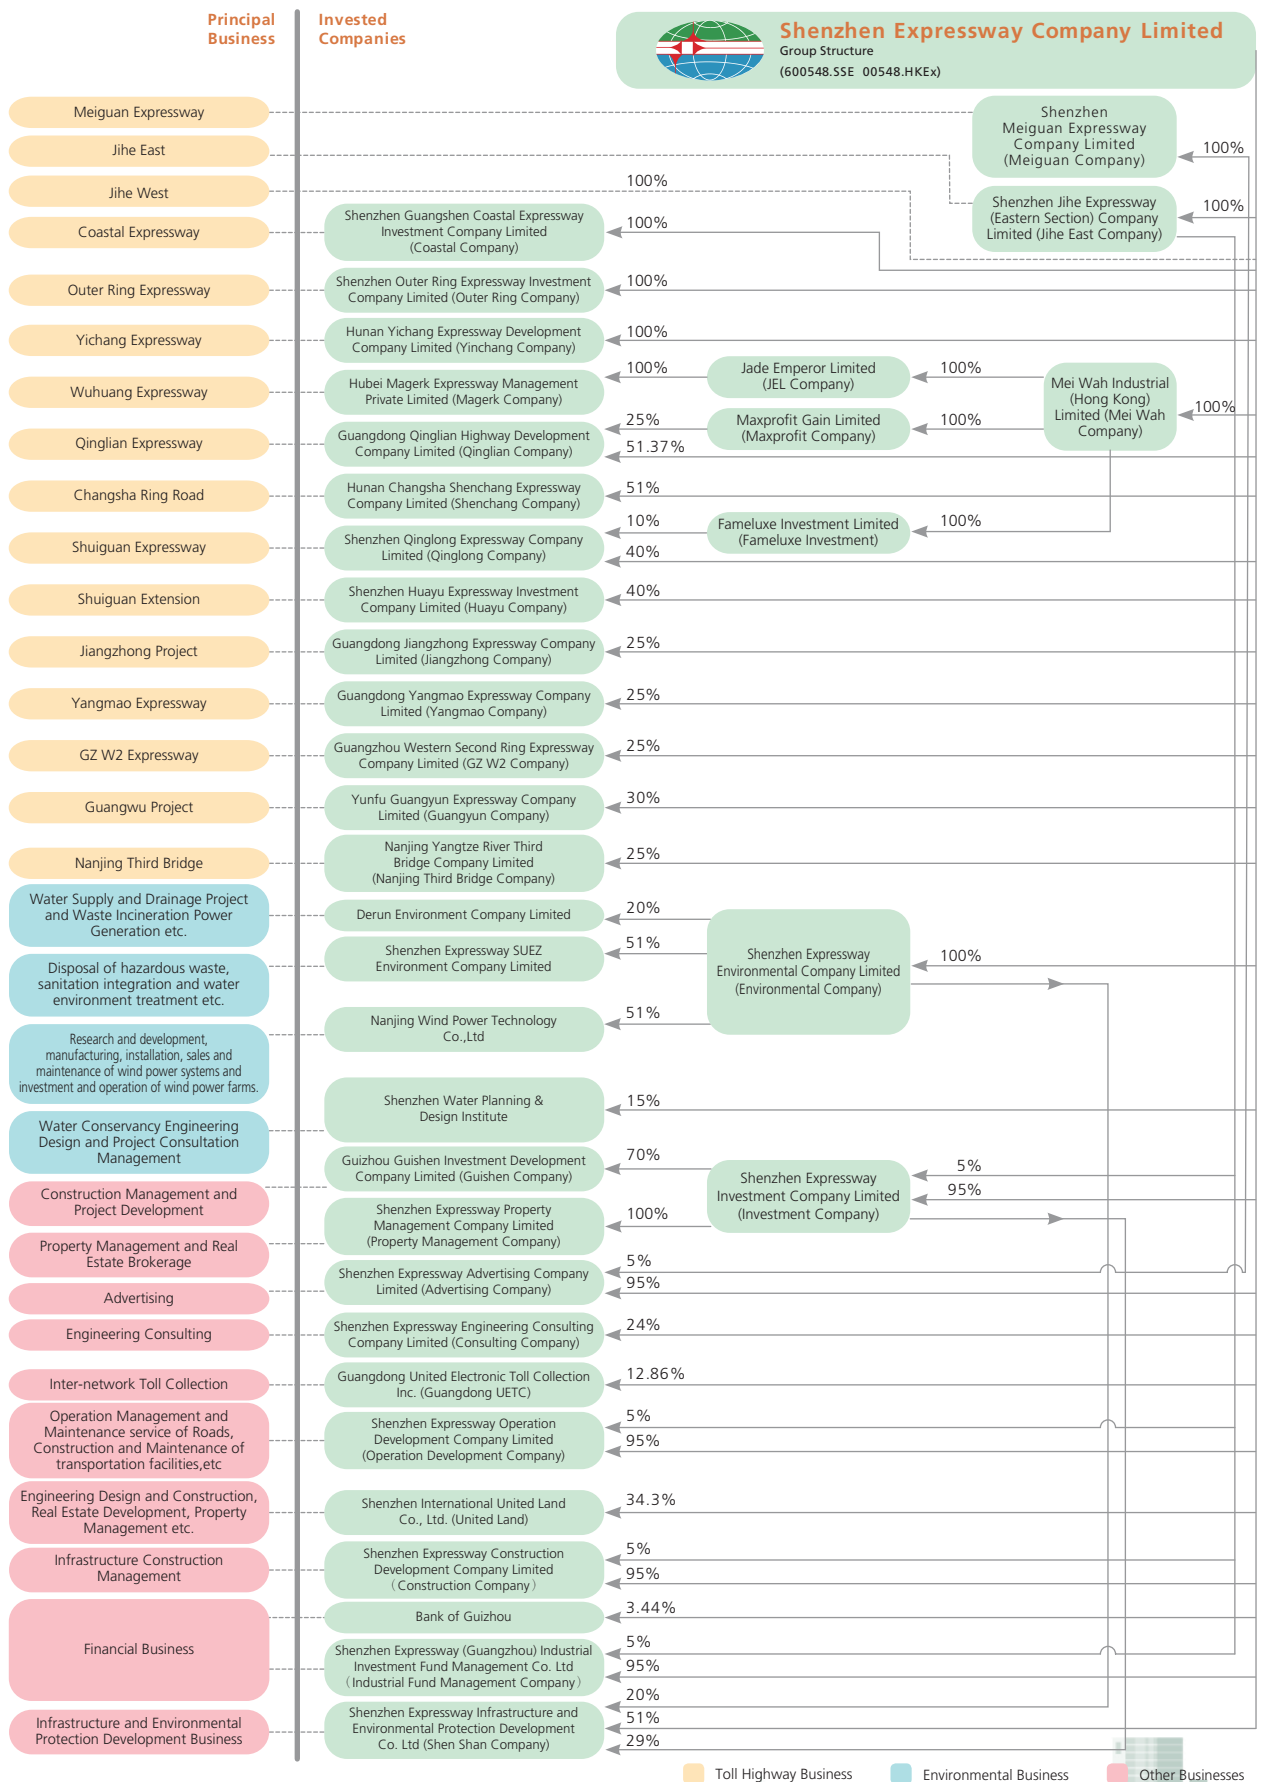 Principal
Business
Invested
Companies
Shenzhen Expressway Company Limited
Group Structure
(600548.SSE 00548.HKEx)
Meiguan Expressway
Shenzhen
Meiguan Expressway
Company Limited
(Meiguan Company)
100%
Jihe East
Jihe West
100%
Shenzhen Jihe Expressway
(Eastern Section) Company
Limited (Jihe East Company)
100%
Coastal Expressway
Shenzhen Guangshen Coastal Expressway
Investment Company Limited
(Coastal Company)
100%
Outer Ring Expressway
Shenzhen Outer Ring Expressway Investment
Company Limited (Outer Ring Company)
100%
Yichang Expressway
Hunan Yichang Expressway Development
Company Limited (Yinchang Company)
100%
Wuhuang Expressway
Hubei Magerk Expressway Management
Private Limited (Magerk Company)
100%
Jade Emperor Limited
(JEL Company)
100%
Mei Wah Industrial
(Hong Kong)
Limited (Mei Wah
Company)
100%
Qinglian Expressway
Guangdong Qinglian Highway Development
Company Limited (Qinglian Company)
25%
51.37%
Maxprofit Gain Limited
(Maxprofit Company)
100%
Changsha Ring Road
Hunan Changsha Shenchang Expressway
Company Limited (Shenchang Company)
51%
Shuiguan Expressway
Shenzhen Qinglong Expressway Company
Limited (Qinglong Company)
10%
40%
Fameluxe Investment Limited
(Fameluxe Investment)
100%
Shuiguan Extension
Shenzhen Huayu Expressway Investment
Company Limited (Huayu Company)
40%
Jiangzhong Project
Guangdong Jiangzhong Expressway Company
Limited (Jiangzhong Company)
25%
Yangmao Expressway
Guangdong Yangmao Expressway Company
Limited (Yangmao Company)
25%
GZ W2 Expressway
Guangzhou Western Second Ring Expressway
Company Limited (GZ W2 Company)
25%
Guangwu Project
Yunfu Guangyun Expressway Company
Limited (Guangyun Company)
30%
Nanjing Third Bridge
Nanjing Yangtze River Third
Bridge Company Limited
(Nanjing Third Bridge Company)
25%
Water Supply and Drainage Project
and Waste Incineration Power
Generation etc.
Derun Environment Company Limited
20%
Disposal of hazardous waste,
sanitation integration and water
environment treatment etc.
Shenzhen Expressway SUEZ
Environment Company Limited
51%
Shenzhen Expressway
Environmental Company Limited
(Environmental Company)
100%
Research and development,
manufacturing, installation, sales and
maintenance of wind power systems and
investment and operation of wind power farms.
Nanjing Wind Power Technology
Co.,Ltd
51%
Water Conservancy Engineering
Design and Project Consultation
Management
Shenzhen Water Planning &
Design Institute
15%
Construction Management and
Project Development
Guizhou Guishen Investment Development
Company Limited (Guishen Company)
70%
Shenzhen Expressway
Investment Company Limited
(Investment Company)
5%
95%
Property Management and Real
Estate Brokerage
Shenzhen Expressway Property
Management Company Limited
(Property Management Company)
100%
Advertising
Shenzhen Expressway Advertising Company
Limited (Advertising Company)
5%
95%
Engineering Consulting
Shenzhen Expressway Engineering Consulting
Company Limited (Consulting Company)
24%
Inter-network Toll Collection
Guangdong United Electronic Toll Collection
Inc. (Guangdong UETC)
12.86%
Operation Management and
Maintenance service of Roads,
Construction and Maintenance of
transportation facilities,etc
Shenzhen Expressway Operation
Development Company Limited
(Operation Development Company)
5%
95%
Engineering Design and Construction,
Real Estate Development, Property
Management etc.
Shenzhen International United Land
Co., Ltd. (United Land)
34.3%
Infrastructure Construction
Management
Shenzhen Expressway Construction
Development Company Limited
（Construction Company）
5%
95%
Financial Business
Bank of Guizhou
3.44%
Shenzhen Expressway (Guangzhou) Industrial
Investment Fund Management Co. Ltd
（Industrial Fund Management Company）
5%
95%
Infrastructure and Environmental
Protection Development Business
Shenzhen Expressway Infrastructure and
Environmental Protection Development
Co. Ltd (Shen Shan Company)
20%
51%
29%
Toll Highway Business
Environmental Business
Other Businesses